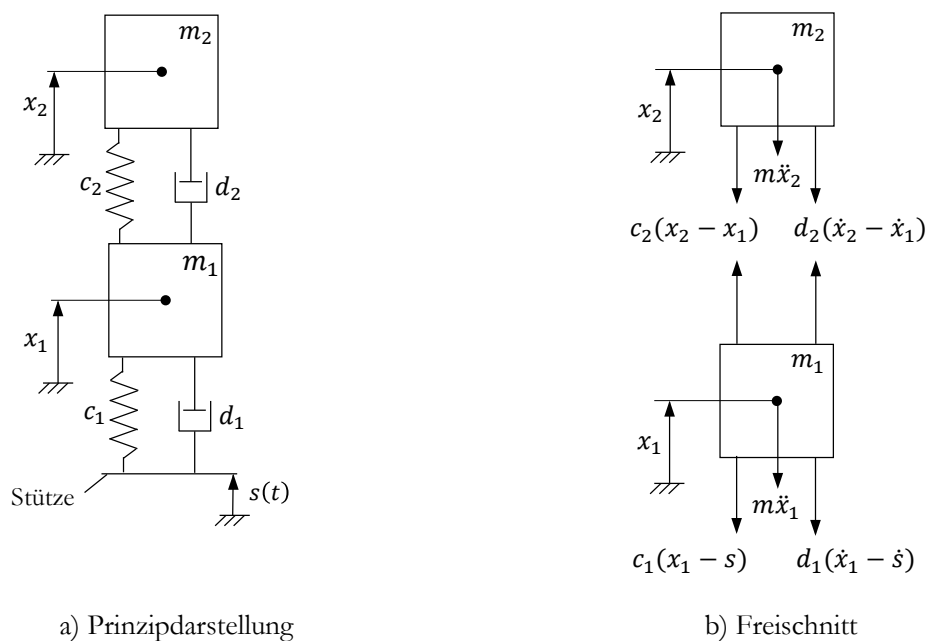 m₂
x₂
c₂
d₂
m₁
x₁
c₁
d₁
Stütze
s(t)
a) Prinzipdarstellung
m₂
x₂
mẍ₂
c₂(x₂ − x₁)
d₂(ẋ₂ − ẋ₁)
m₁
x₁
mẍ₁
c₁(x₁ − s)
d₁(ẋ₁ − ṡ)
b) Freischnitt